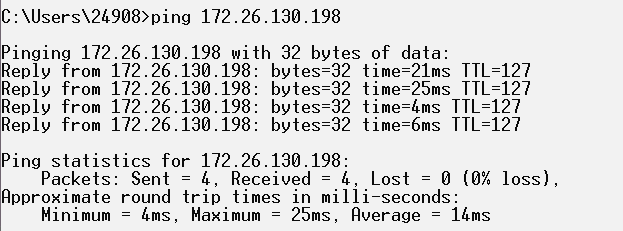 C:\Users\24908>ping 172.26.130.198
Pinging 172.26.130.198 with 32 bytes of data:
Reply from 172.26.130.198: bytes=32 time=21ms TTL=127
Reply from 172.26.130.198: bytes=32 time=25ms TTL=127
Reply from 172.26.130.198: bytes=32 time=4ms TTL=127
Reply from 172.26.130.198: bytes=32 time=6ms TTL=127
Ping statistics for 172.26.130.198:
    Packets: Sent = 4, Received = 4, Lost = 0 (0% loss),
Approximate round trip times in milli-seconds:
    Minimum = 4ms, Maximum = 25ms, Average = 14ms